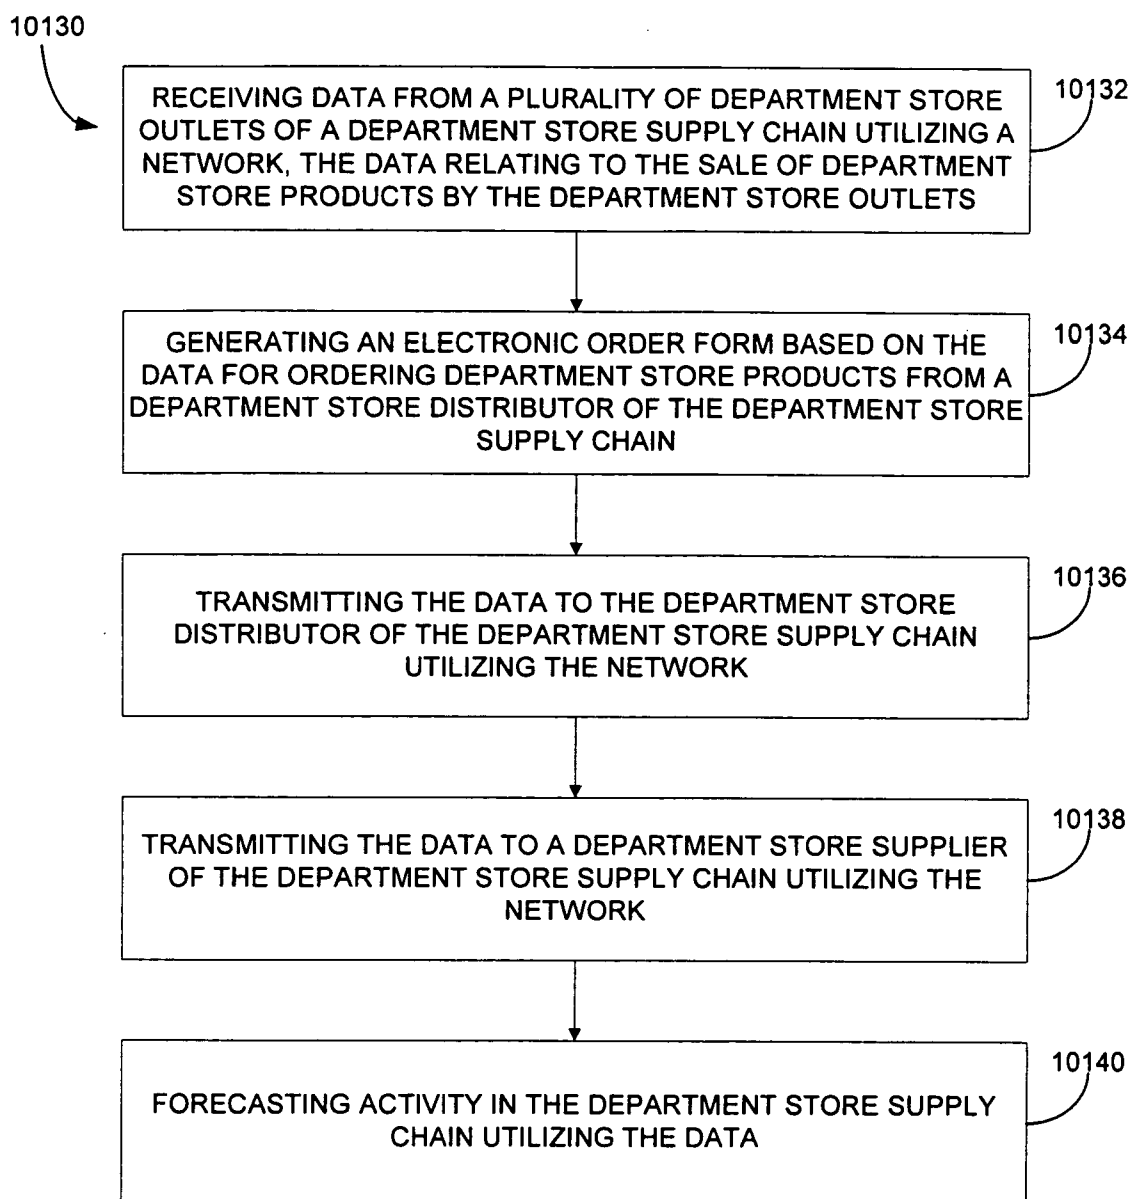 10130
RECEIVING DATA FROM A PLURALITY OF DEPARTMENT STORE
OUTLETS OF A DEPARTMENT STORE SUPPLY CHAIN UTILIZING A
NETWORK, THE DATA RELATING TO THE SALE OF DEPARTMENT
STORE PRODUCTS BY THE DEPARTMENT STORE OUTLETS
10132
GENERATING AN ELECTRONIC ORDER FORM BASED ON THE
DATA FOR ORDERING DEPARTMENT STORE PRODUCTS FROM A
DEPARTMENT STORE DISTRIBUTOR OF THE DEPARTMENT STORE
SUPPLY CHAIN
10134
TRANSMITTING THE DATA TO THE DEPARTMENT STORE
DISTRIBUTOR OF THE DEPARTMENT STORE SUPPLY CHAIN
UTILIZING THE NETWORK
10136
TRANSMITTING THE DATA TO A DEPARTMENT STORE SUPPLIER
OF THE DEPARTMENT STORE SUPPLY CHAIN UTILIZING THE
NETWORK
10138
FORECASTING ACTIVITY IN THE DEPARTMENT STORE SUPPLY
CHAIN UTILIZING THE DATA
10140